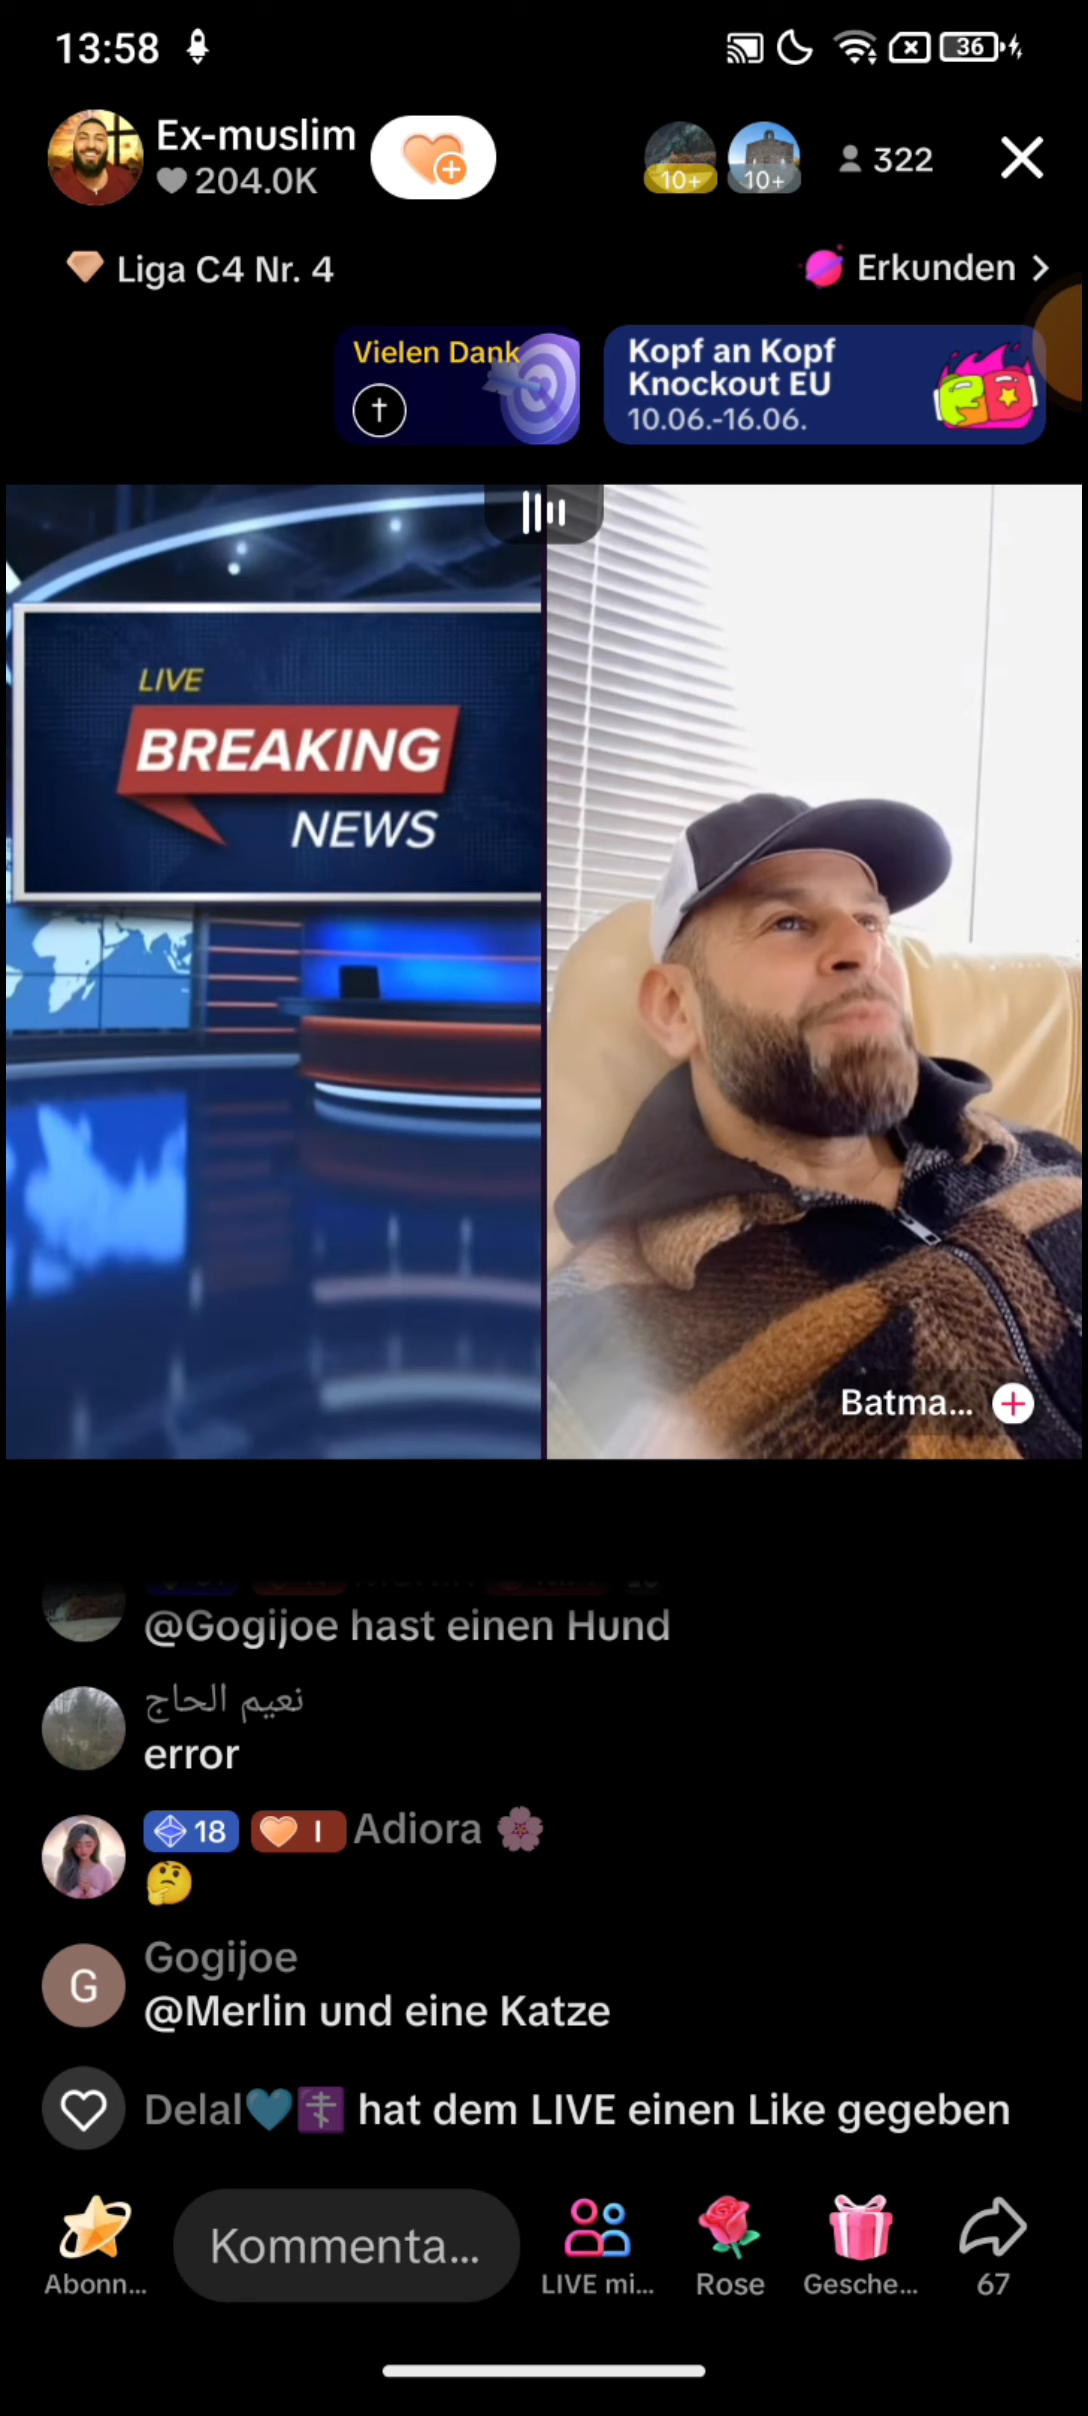 13:58
36
Ex-muslim
204.0K
10+
10+
322
Liga C4 Nr. 4
Erkunden
Vielen Dank
Kopf an Kopf
Knockout EU
10.06.-16.06.
LIVE
BREAKING
NEWS
Batma...
@Gogijoe hast einen Hund
نعيم الحاج
error
18
I
Adiora
Gogijoe
G
@Merlin und eine Katze
Delal hat dem LIVE einen Like gegeben
Abonn...
Kommenta...
LIVE mi...
Rose
Gesche...
67